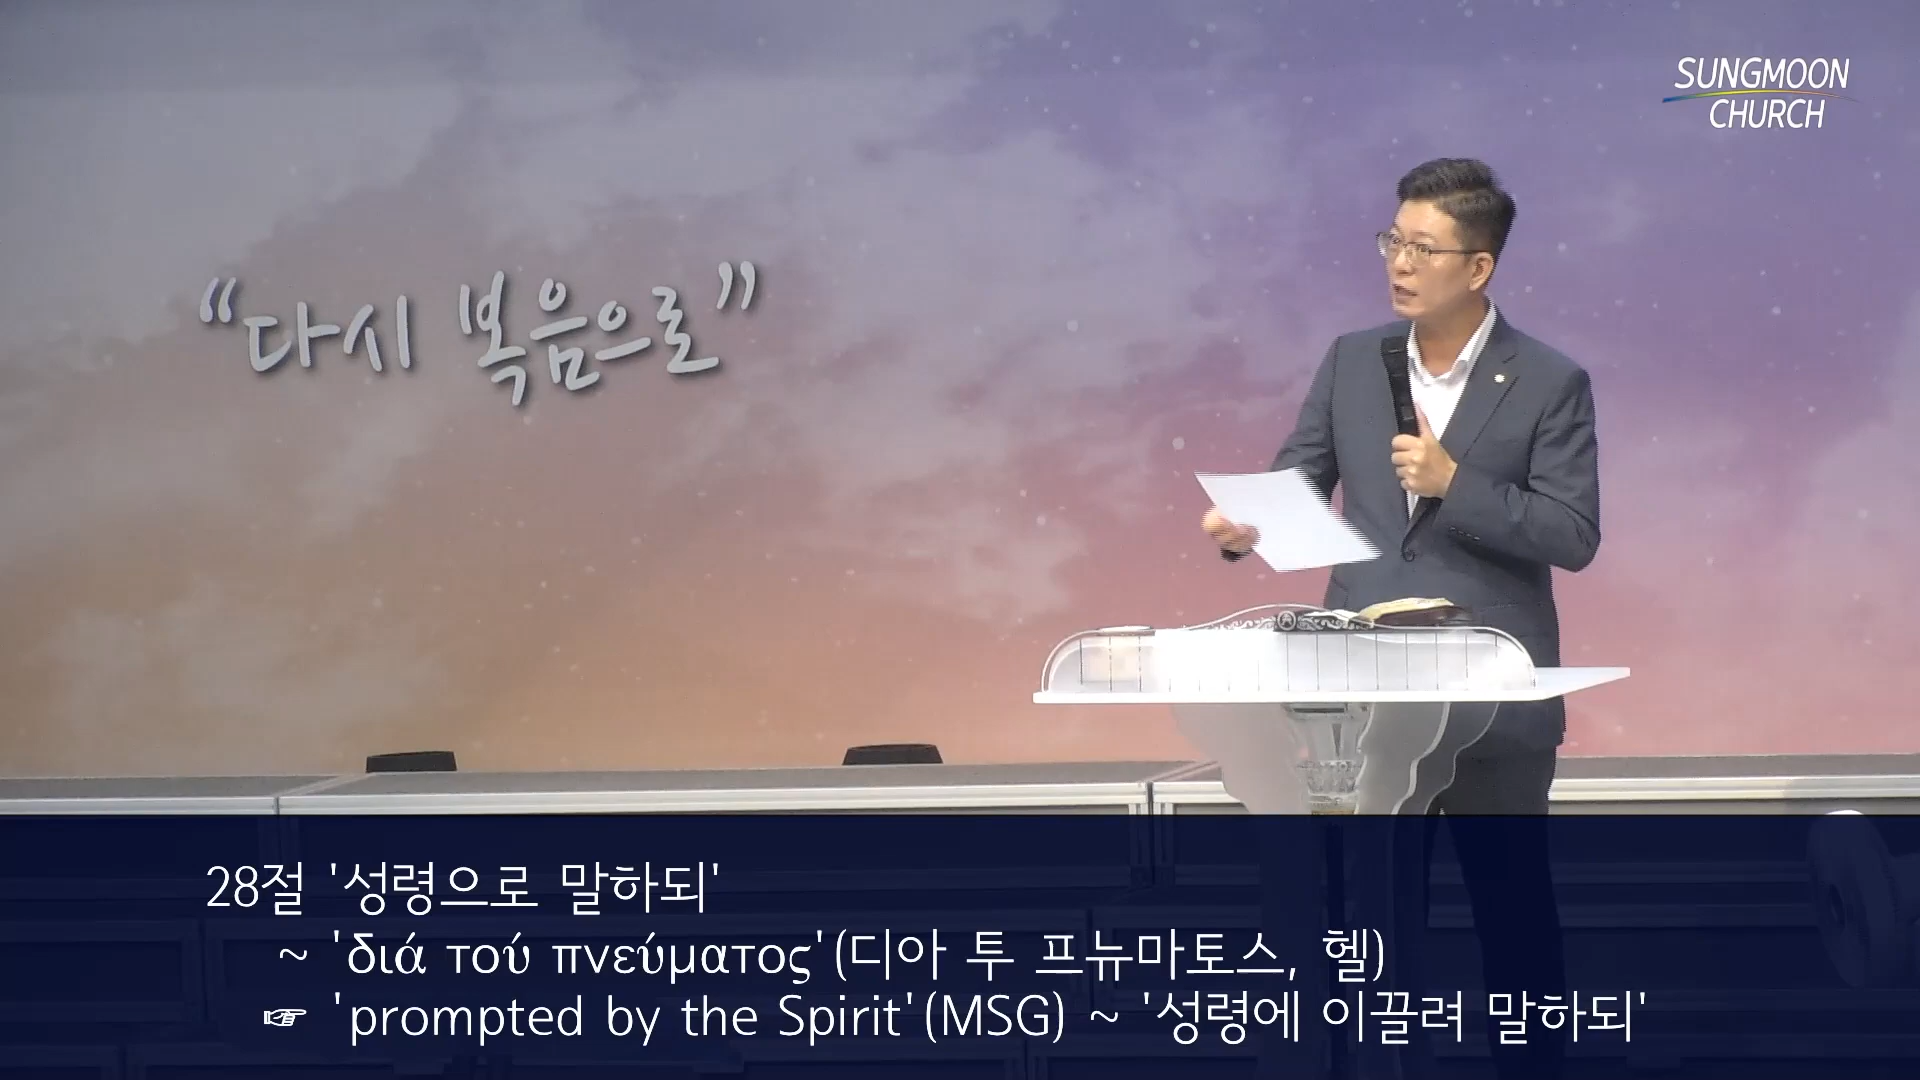 SUNGMOON
CHURCH
“다시 복음으로”
28절 '성령으로 말하되'
~ 'διά τού πνεύματος'(디아 투 프뉴마토스, 헬)
☞ 'prompted by the Spirit'(MSG) ~ '성령에 이끌려 말하되'